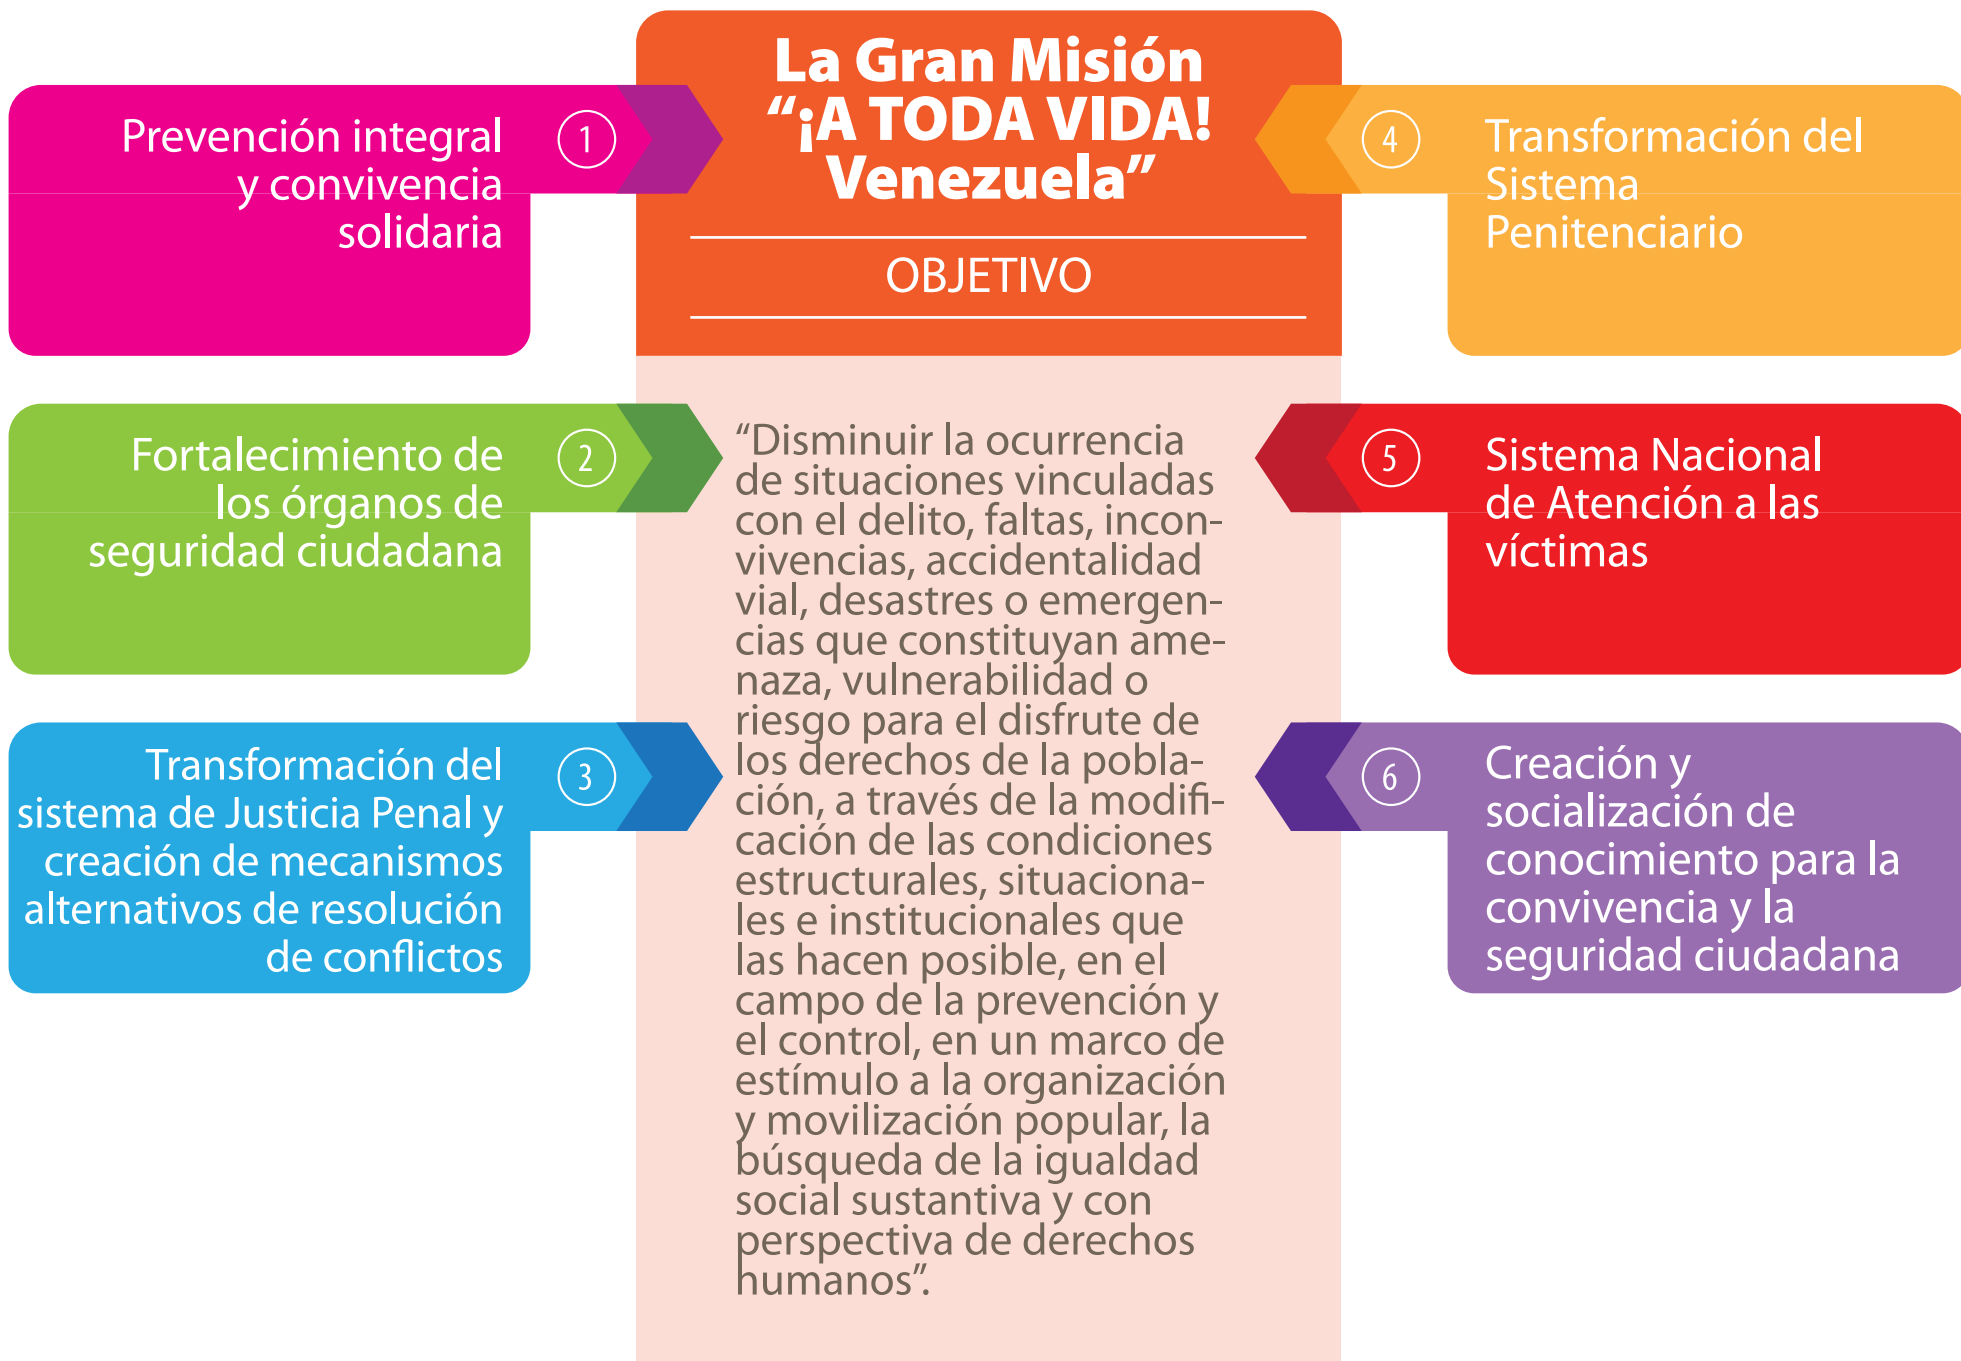 La Gran Misión
“¡A TODA VIDA!
Venezuela”
OBJETIVO
“Disminuir la ocurrencia
de situaciones vinculadas
con el delito, faltas, incon-
vivencias, accidentalidad
vial, desastres o emergen-
cias que constituyan ame-
naza, vulnerabilidad o
riesgo para el disfrute de
los derechos de la pobla-
ción, a través de la modifi-
cación de las condiciones
estructurales, situaciona-
les e institucionales que
las hacen posible, en el
campo de la prevención y
el control, en un marco de
estímulo a la organización
y movilización popular, la
búsqueda de la igualdad
social sustantiva y con
perspectiva de derechos
humanos”.
1
Prevención integral
y convivencia
solidaria
2
Fortalecimiento de
los órganos de
seguridad ciudadana
3
Transformación del
sistema de Justicia Penal y
creación de mecanismos
alternativos de resolución
de conflictos
4
Transformación del
Sistema
Penitenciario
5
Sistema Nacional
de Atención a las
víctimas
6
Creación y
socialización de
conocimiento para la
convivencia y la
seguridad ciudadana